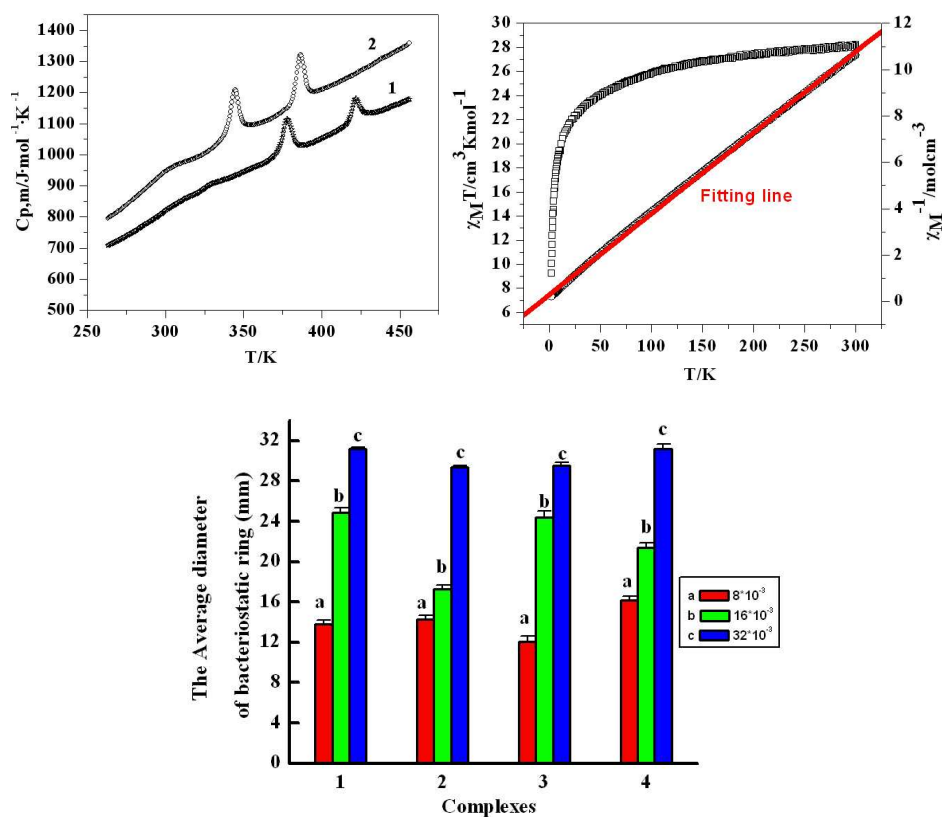 1400
1300
1200
1100
1000
900
800
700
600
500
Cp,m/J·mol⁻¹·K⁻¹
2
1
250 300 350 400 450
T/K
30
28
26
24
22
20
18
16
14
12
10
8
6
χMT/cm³Kmol⁻¹
Fitting line
12
10
8
6
4
2
0
χM⁻¹/molcm⁻³
0 50 100 150 200 250 300
T/K
The Average diameter
of bacteriostatic ring (mm)
32
28
24
20
16
12
8
4
0
a b c
a b c
a b c
a b c
1 2 3 4
Complexes
a 8*10⁻³
b 16*10⁻³
c 32*10⁻³